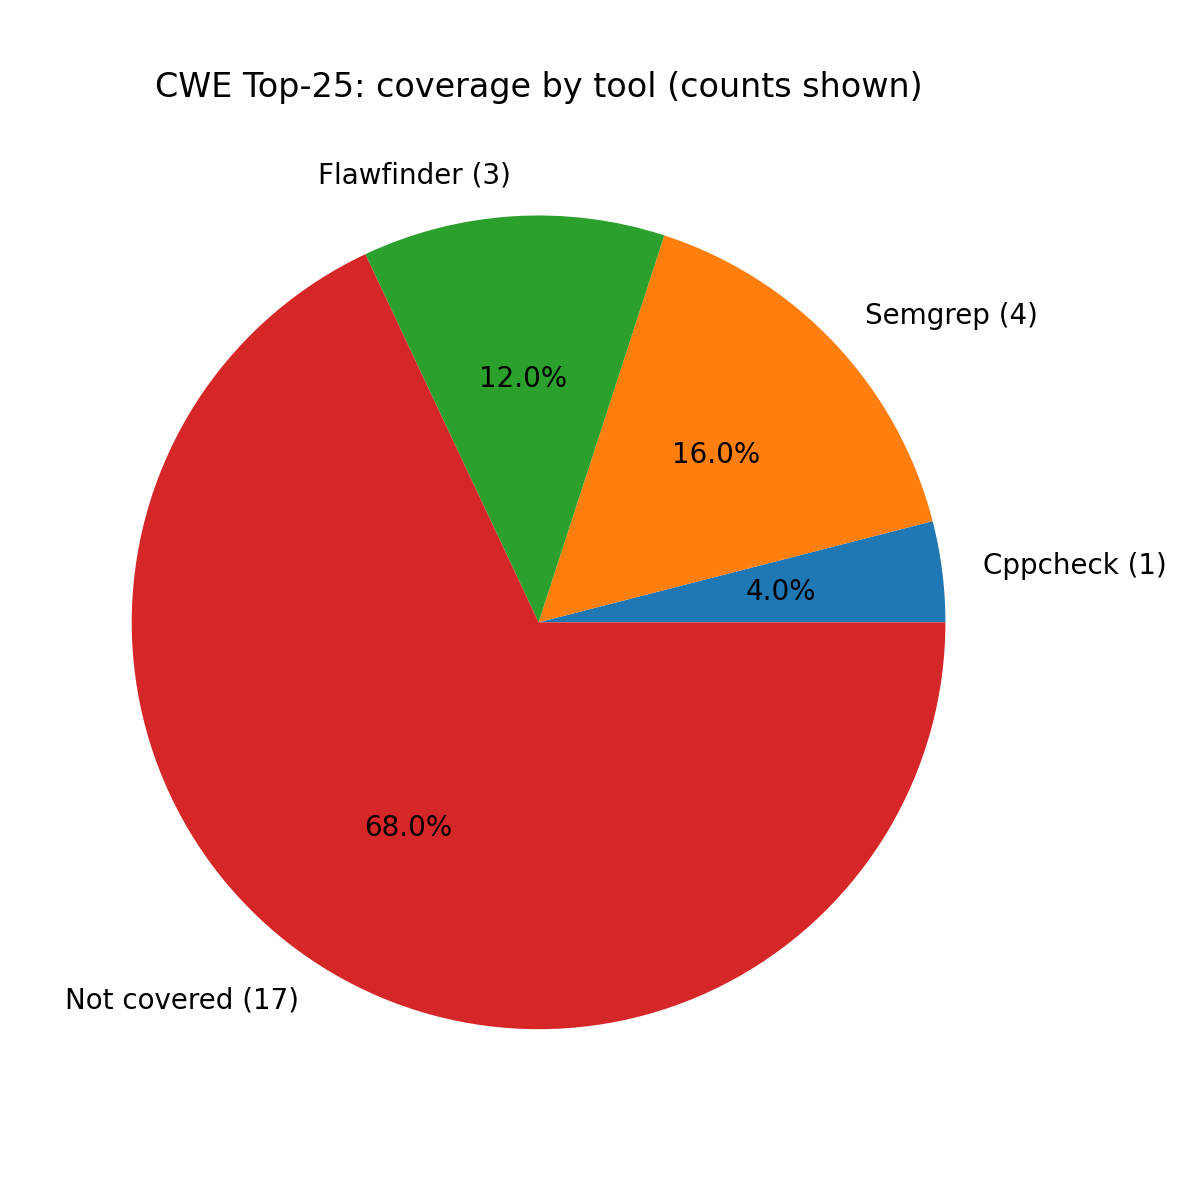 CWE Top-25: coverage by tool (counts shown)
Flawfinder (3)
Semgrep (4)
12.0%
16.0%
Cppcheck (1)
4.0%
68.0%
Not covered (17)